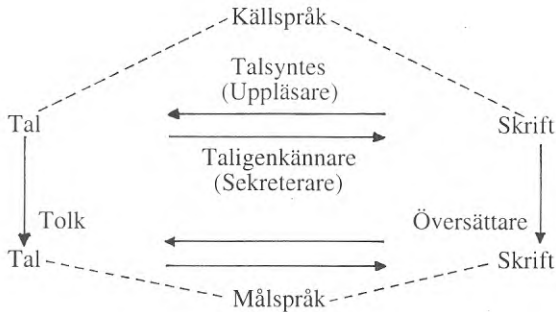 Källspråk
Talsyntes
(Uppläsare)
Tal
Skrift
Taligenkännare
(Sekreterare)
Tolk
Översättare
Tal
Skrift
Målspråk